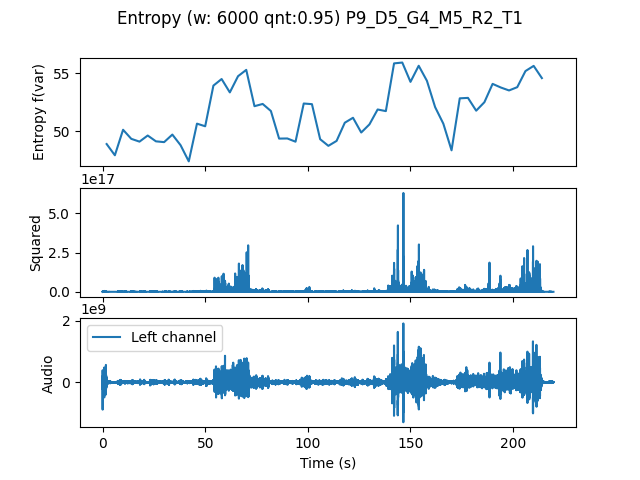 Entropy (w: 6000 qnt:0.95) P9_D5_G4_M5_R2_T1
Entropy f(var)
55
50
1e17
Squared
5.0
2.5
0.0
1e9
Audio
2
0
Left channel
0
50
100
150
200
Time (s)